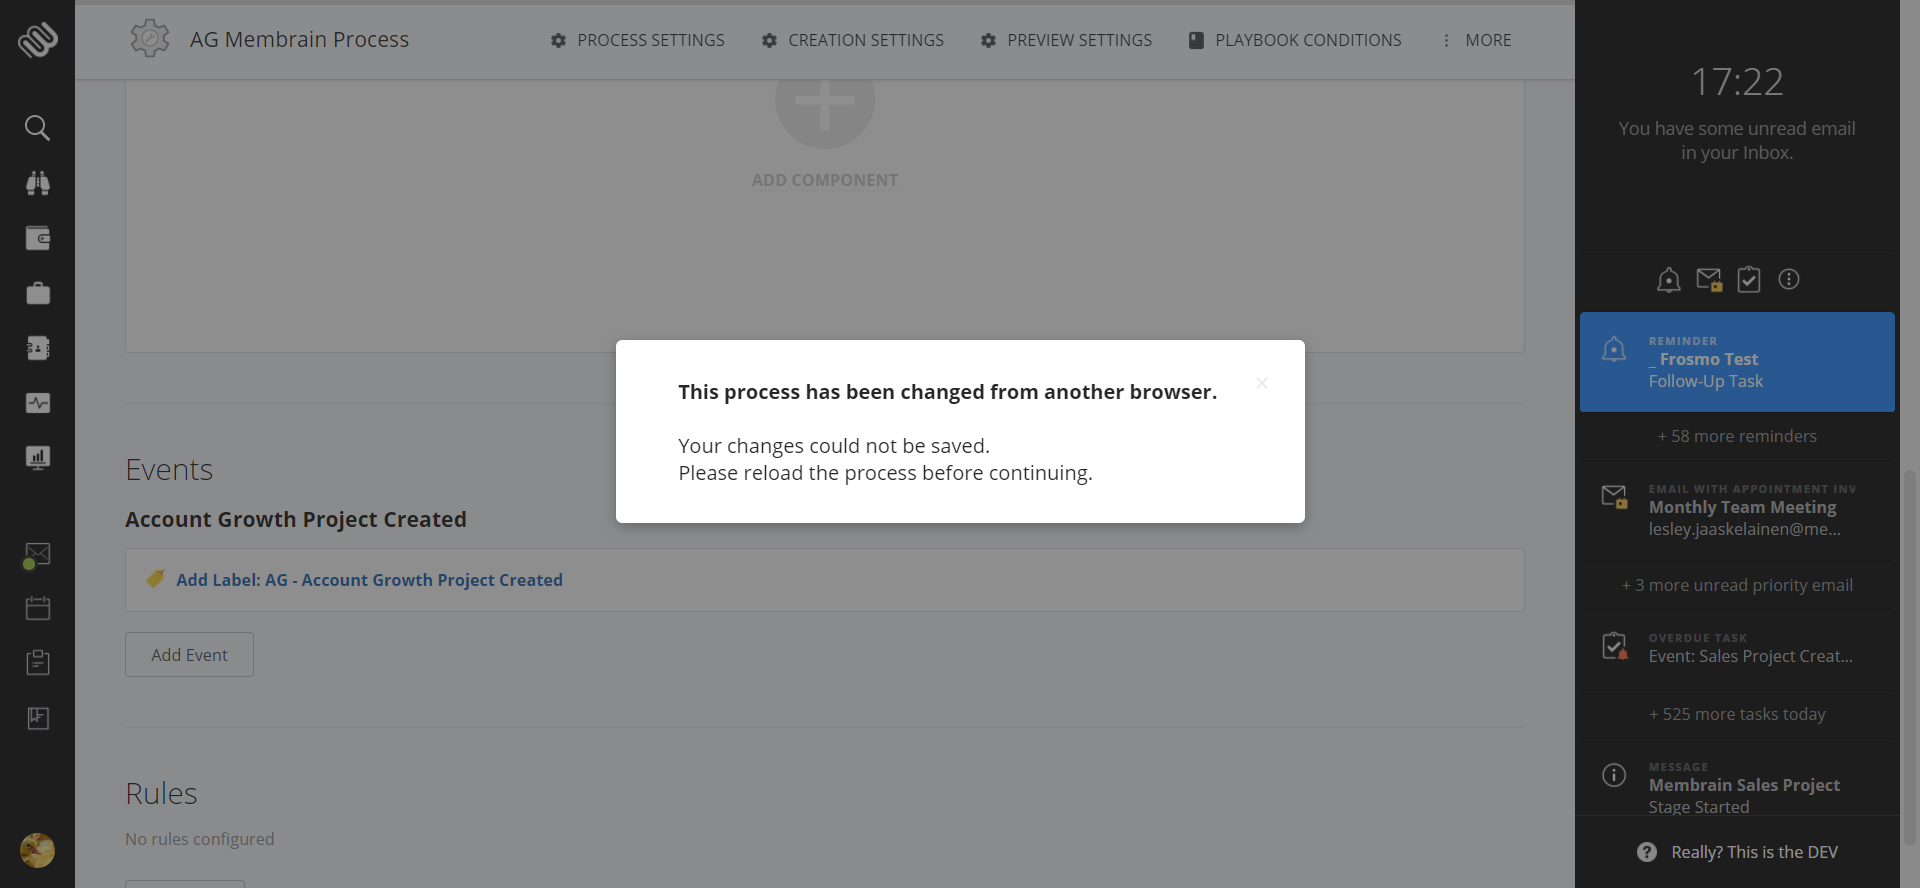 AG Membrain Process
PROCESS SETTINGS
CREATION SETTINGS
PREVIEW SETTINGS
PLAYBOOK CONDITIONS
MORE
ADD COMPONENT
This process has been changed from another browser.
Your changes could not be saved.
Please reload the process before continuing.
Events
Account Growth Project Created
Add Label: AG - Account Growth Project Created
Add Event
Rules
No rules configured
17:22
You have some unread email
in your Inbox.
REMINDER
_ Frosmo Test
Follow-Up Task
+ 58 more reminders
EMAIL WITH APPOINTMENT INV
Monthly Team Meeting
lesley.jaaskelainen@me...
+ 3 more unread priority email
OVERDUE TASK
Event: Sales Project Creat...
+ 525 more tasks today
MESSAGE
Membrain Sales Project
Stage Started
Really? This is the DEV